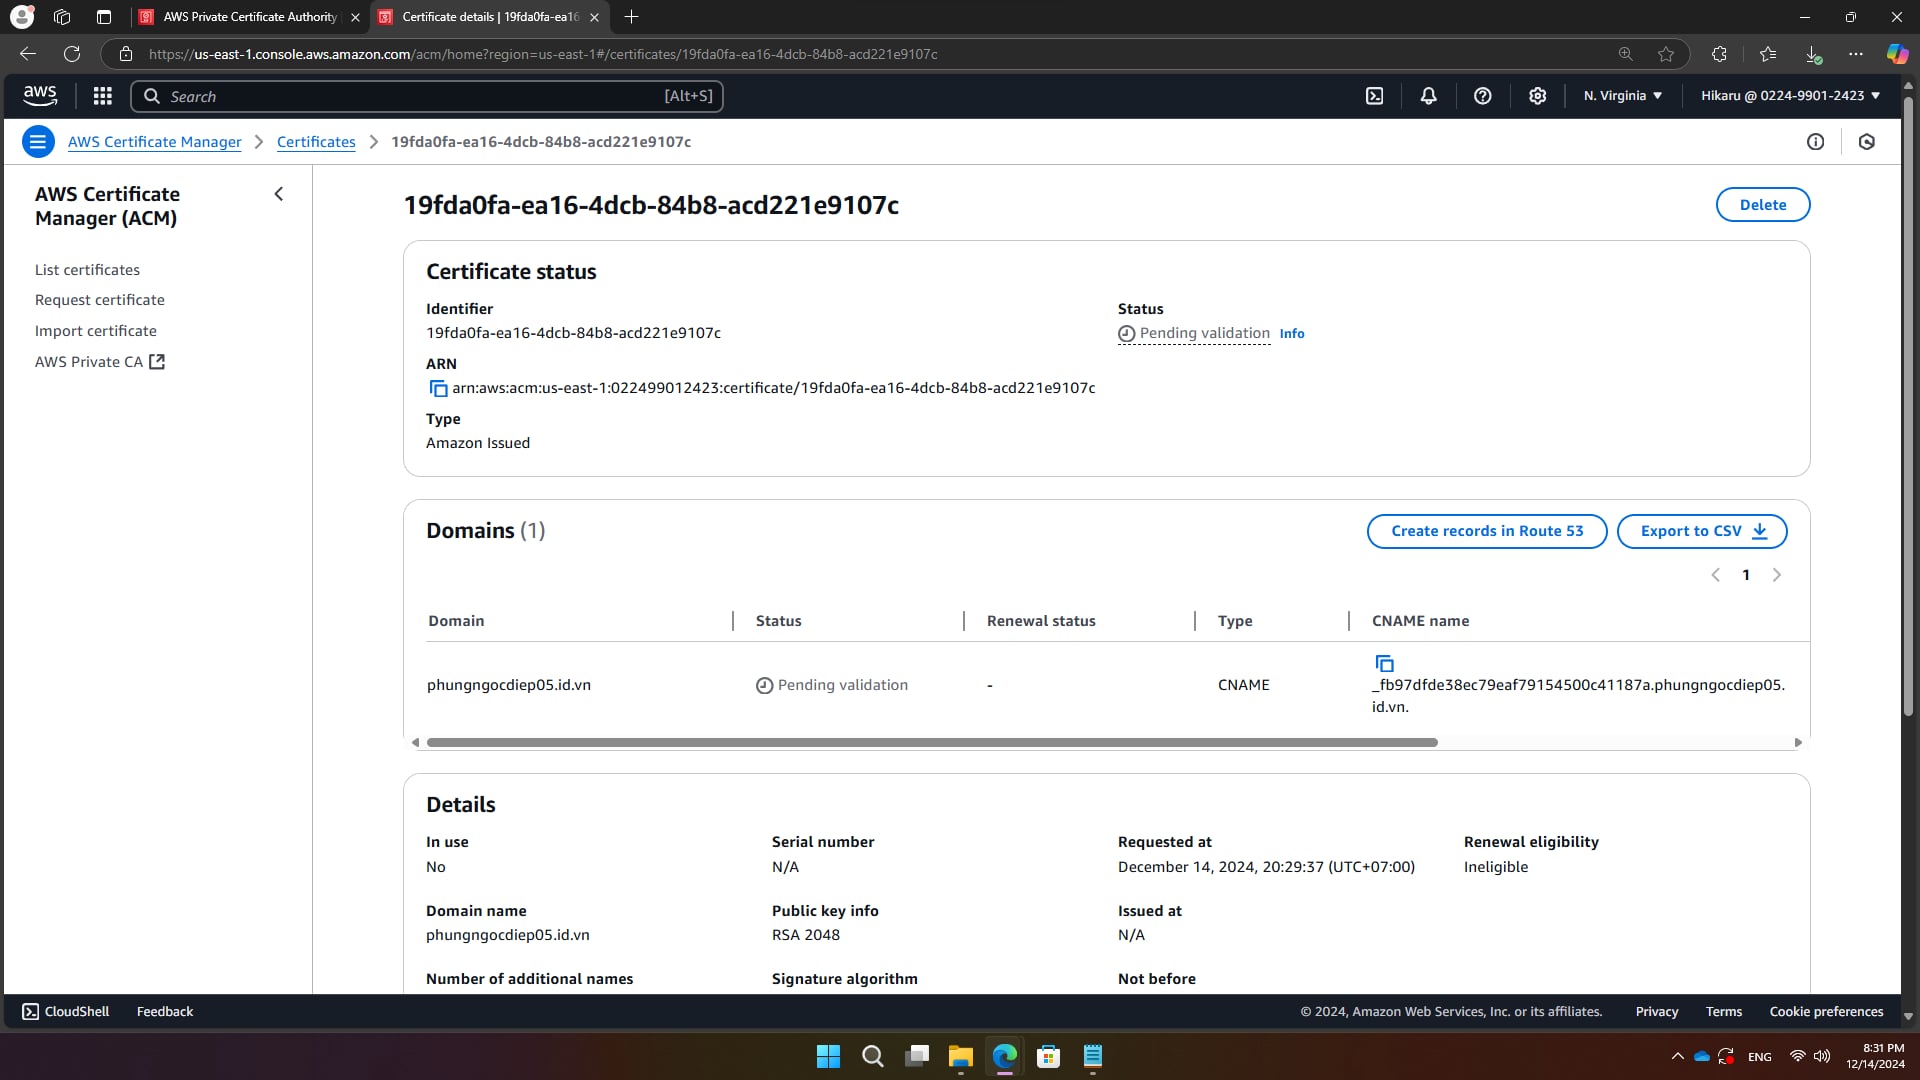 AWS Private Certificate Authority
Certificate details | 19fda0fa-ea16
https://us-east-1.console.aws.amazon.com/acm/home?region=us-east-1#/certificates/19fda0fa-ea16-4dcb-84b8-acd221e9107c
aws
Search
[Alt+S]
N. Virginia
Hikaru @ 0224-9901-2423
AWS Certificate Manager
Certificates
19fda0fa-ea16-4dcb-84b8-acd221e9107c
AWS Certificate
Manager (ACM)
List certificates
Request certificate
Import certificate
AWS Private CA
19fda0fa-ea16-4dcb-84b8-acd221e9107c
Delete
Certificate status
Identifier
19fda0fa-ea16-4dcb-84b8-acd221e9107c
Status
Pending validation Info
ARN
arn:aws:acm:us-east-1:022499012423:certificate/19fda0fa-ea16-4dcb-84b8-acd221e9107c
Type
Amazon Issued
Domains (1)
Create records in Route 53
Export to CSV
1
Domain
Status
Renewal status
Type
CNAME name
phungngocdiep05.id.vn
Pending validation
-
CNAME
_fb97dfde38ec79eaf79154500c41187a.phungngocdiep05.
id.vn.
Details
In use
No
Serial number
N/A
Requested at
December 14, 2024, 20:29:37 (UTC+07:00)
Renewal eligibility
Ineligible
Domain name
phungngocdiep05.id.vn
Public key info
RSA 2048
Issued at
N/A
Number of additional names
Signature algorithm
Not before
CloudShell
Feedback
© 2024, Amazon Web Services, Inc. or its affiliates.
Privacy
Terms
Cookie preferences
ENG
8:31 PM
12/14/2024